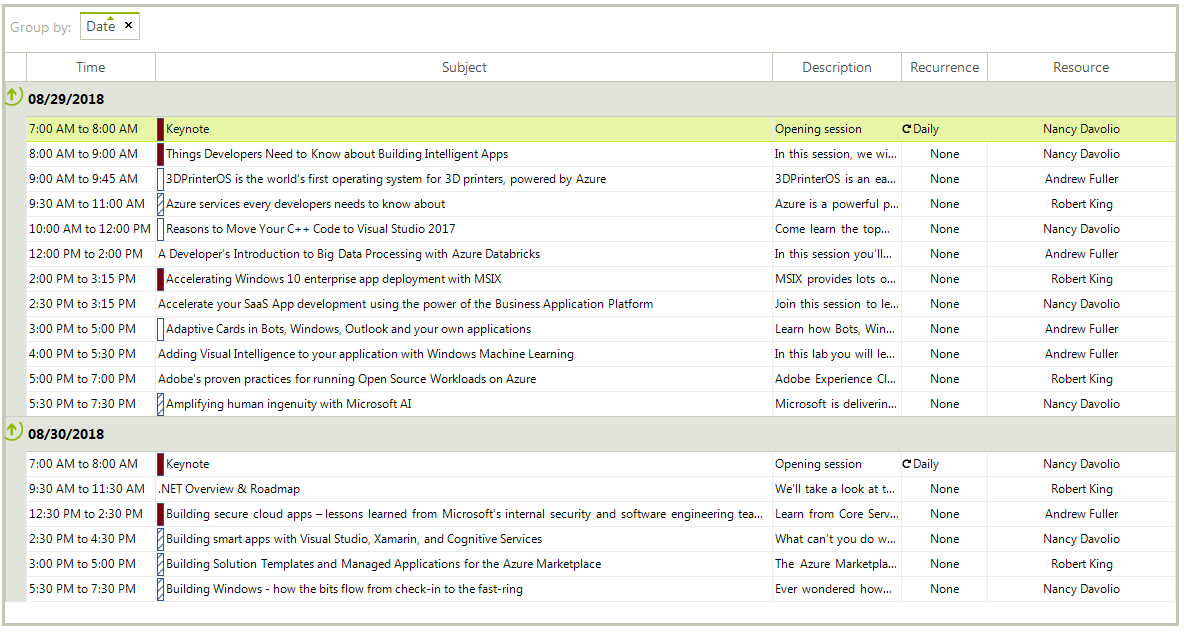 Group by: Date ×
Time Subject Description Recurrence Resource
08/29/2018
7:00 AM to 8:00 AM Keynote Opening session Daily Nancy Davolio
8:00 AM to 9:00 AM Things Developers Need to Know about Building Intelligent Apps In this session, we wi... None Nancy Davolio
9:00 AM to 9:45 AM 3DPrinterOS is the world's first operating system for 3D printers, powered by Azure 3DPrinterOS is an ea... None Andrew Fuller
9:30 AM to 11:00 AM Azure services every developers needs to know about Azure is a powerful p... None Robert King
10:00 AM to 12:00 PM Reasons to Move Your C++ Code to Visual Studio 2017 Come learn the top... None Nancy Davolio
12:00 PM to 2:00 PM A Developer's Introduction to Big Data Processing with Azure Databricks In this session you'll... None Andrew Fuller
2:00 PM to 3:15 PM Accelerating Windows 10 enterprise app deployment with MSIX MSIX provides lots o... None Robert King
2:30 PM to 3:15 PM Accelerate your SaaS App development using the power of the Business Application Platform Join this session to le... None Nancy Davolio
3:00 PM to 5:00 PM Adaptive Cards in Bots, Windows, Outlook and your own applications Learn how Bots, Win... None Andrew Fuller
4:00 PM to 5:30 PM Adding Visual Intelligence to your application with Windows Machine Learning In this lab you will le... None Andrew Fuller
5:00 PM to 7:00 PM Adobe's proven practices for running Open Source Workloads on Azure Adobe Experience Cl... None Robert King
5:30 PM to 7:30 PM Amplifying human ingenuity with Microsoft AI Microsoft is deliverin... None Nancy Davolio
08/30/2018
7:00 AM to 8:00 AM Keynote Opening session Daily Nancy Davolio
9:30 AM to 11:30 AM .NET Overview & Roadmap We'll take a look at t... None Robert King
12:30 PM to 2:30 PM Building secure cloud apps – lessons learned from Microsoft's internal security and software engineering tea... Learn from Core Serv... None Andrew Fuller
2:30 PM to 4:30 PM Building smart apps with Visual Studio, Xamarin, and Cognitive Services What can't you do w... None Nancy Davolio
3:00 PM to 5:00 PM Building Solution Templates and Managed Applications for the Azure Marketplace The Azure Marketpla... None Robert King
5:30 PM to 7:30 PM Building Windows - how the bits flow from check-in to the fast-ring Ever wondered how... None Nancy Davolio